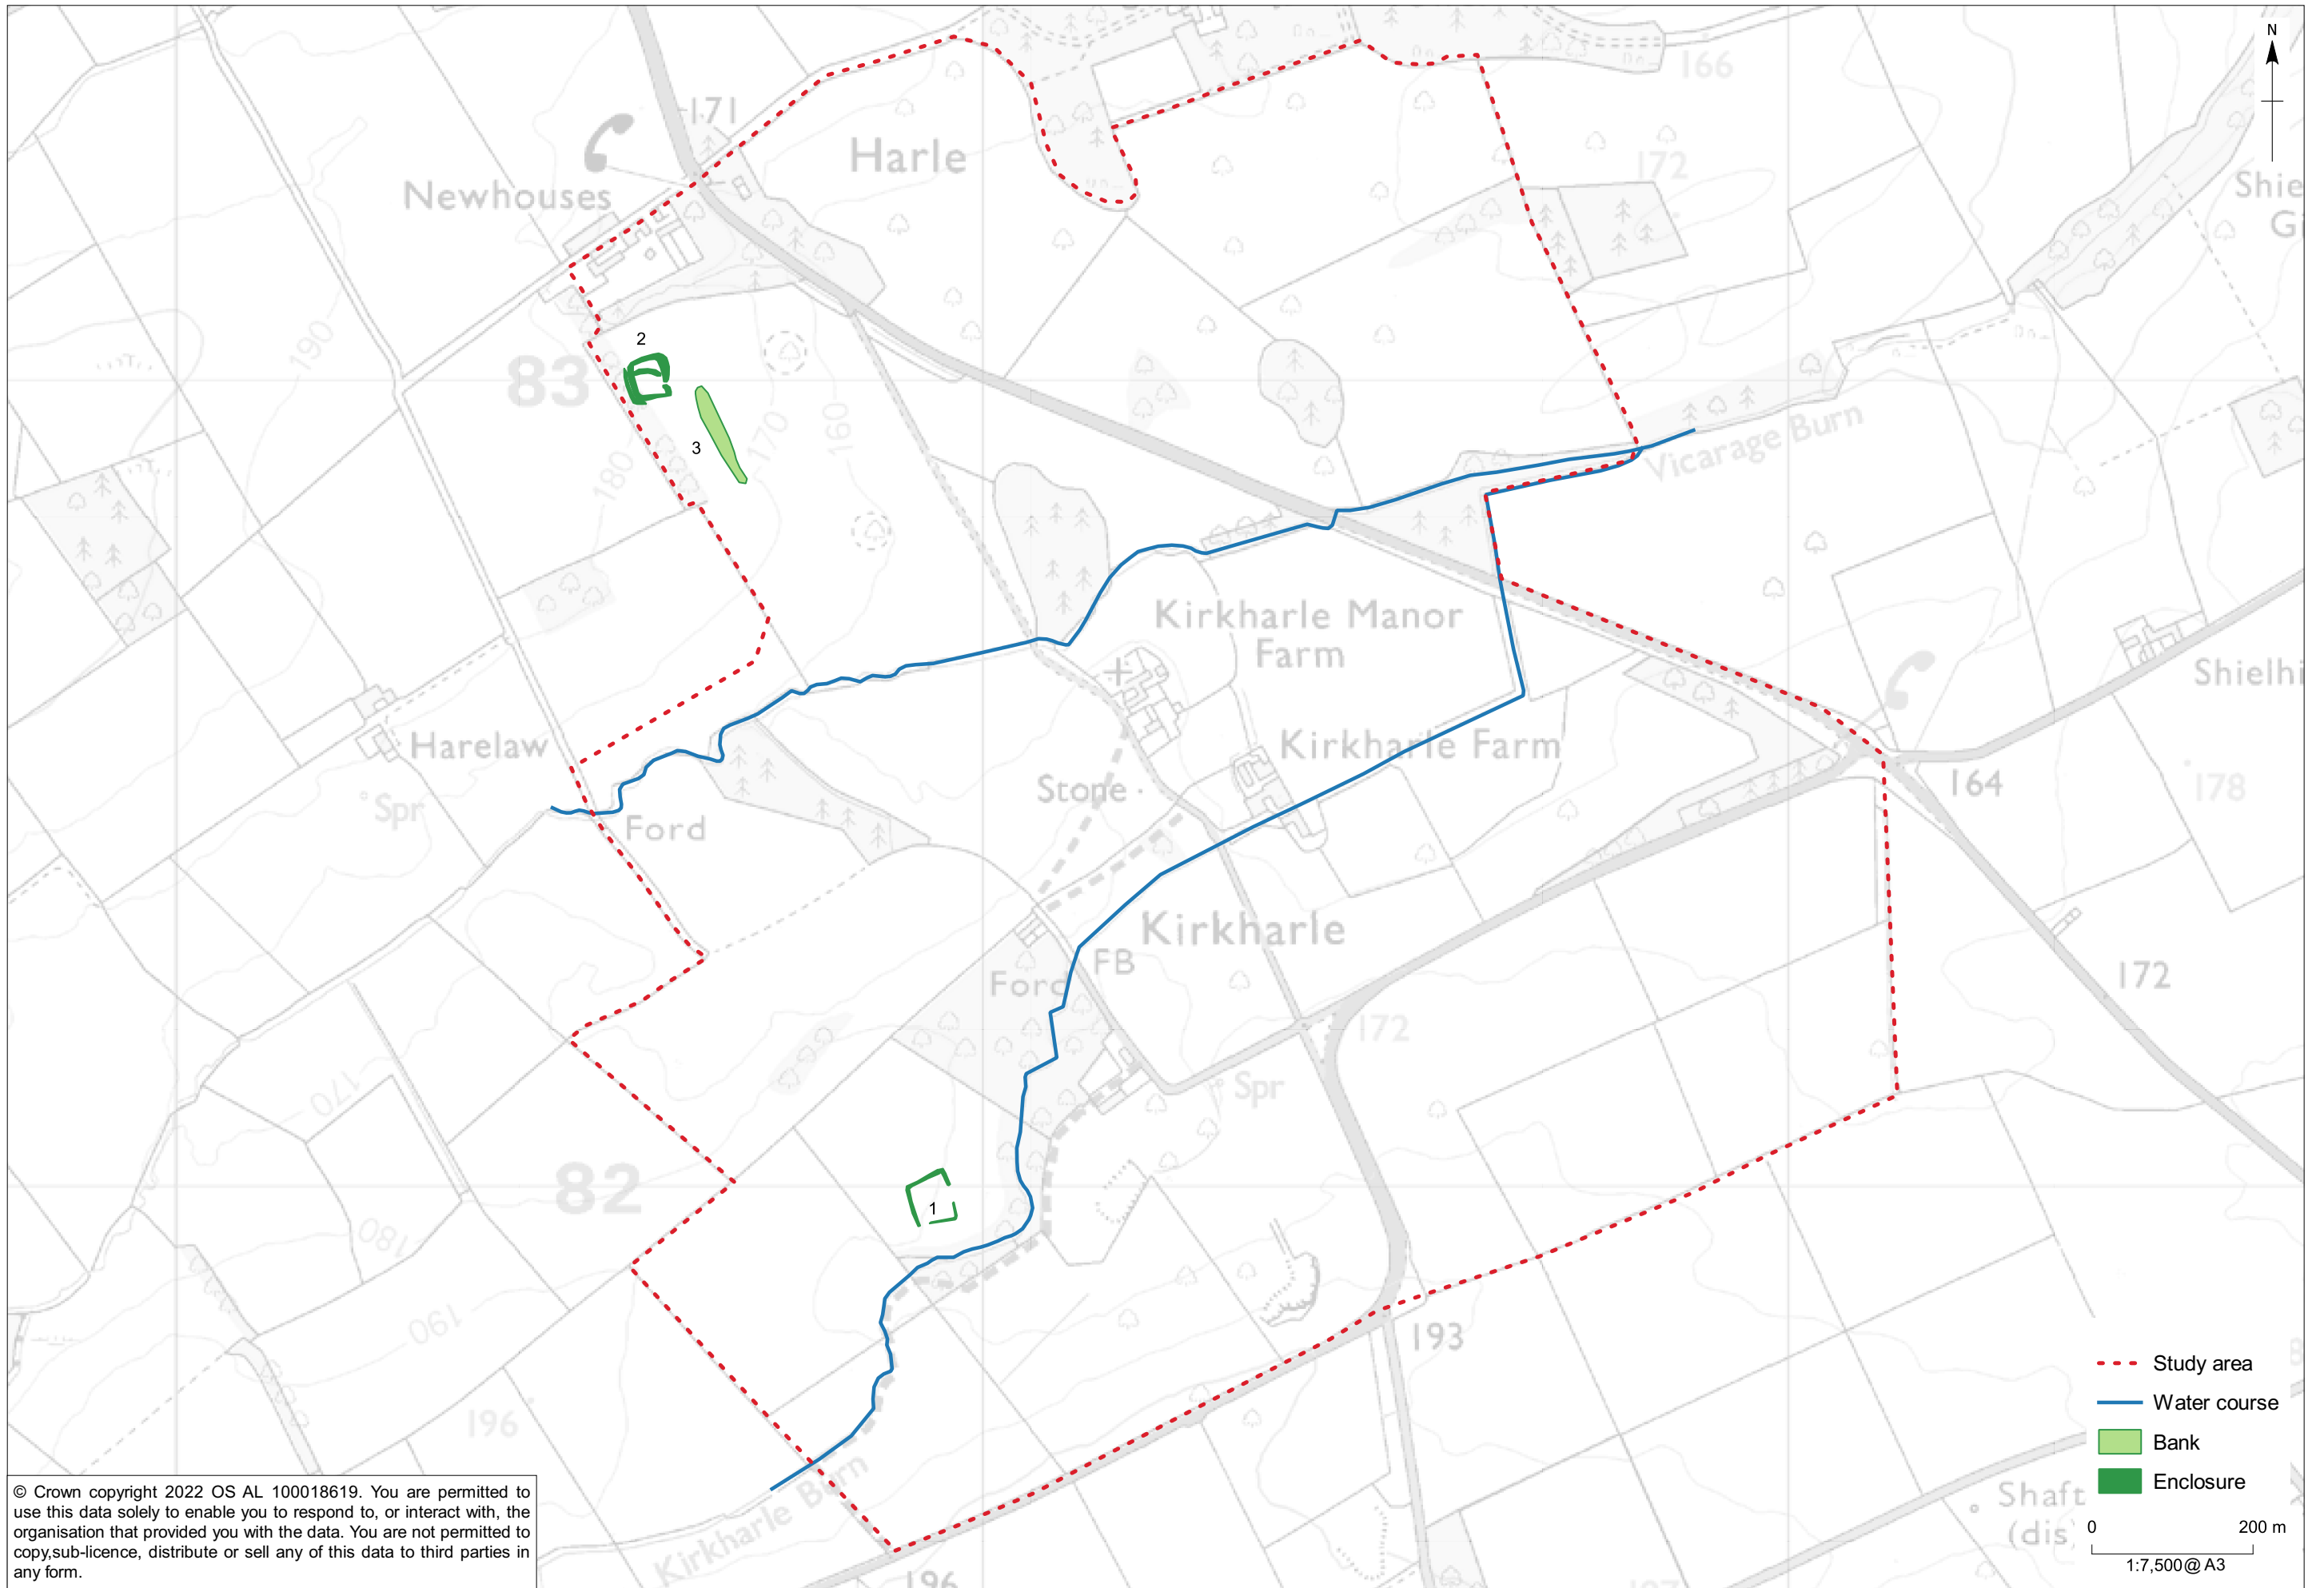 N
166
171
Harle
172
Newhouses
Shie
Gi
190
2
83
3
170
160
180
Vicarage Burn
Kirkharle Manor
Farm
Shielhi
Harelaw
Kirkharle Farm
Stone
164
178
Spr
Ford
Kirkharle
FB
Ford
172
172
Spr
170
82
1
180
190
193
196
Kirkharle Burn
196
Study area
Water course
Bank
Enclosure
Shaft
(dis)
0 200 m
1:7,500@ A3
© Crown copyright 2022 OS AL 100018619. You are permitted to
use this data solely to enable you to respond to, or interact with, the
organisation that provided you with the data. You are not permitted to
copy,sub-licence, distribute or sell any of this data to third parties in
any form.